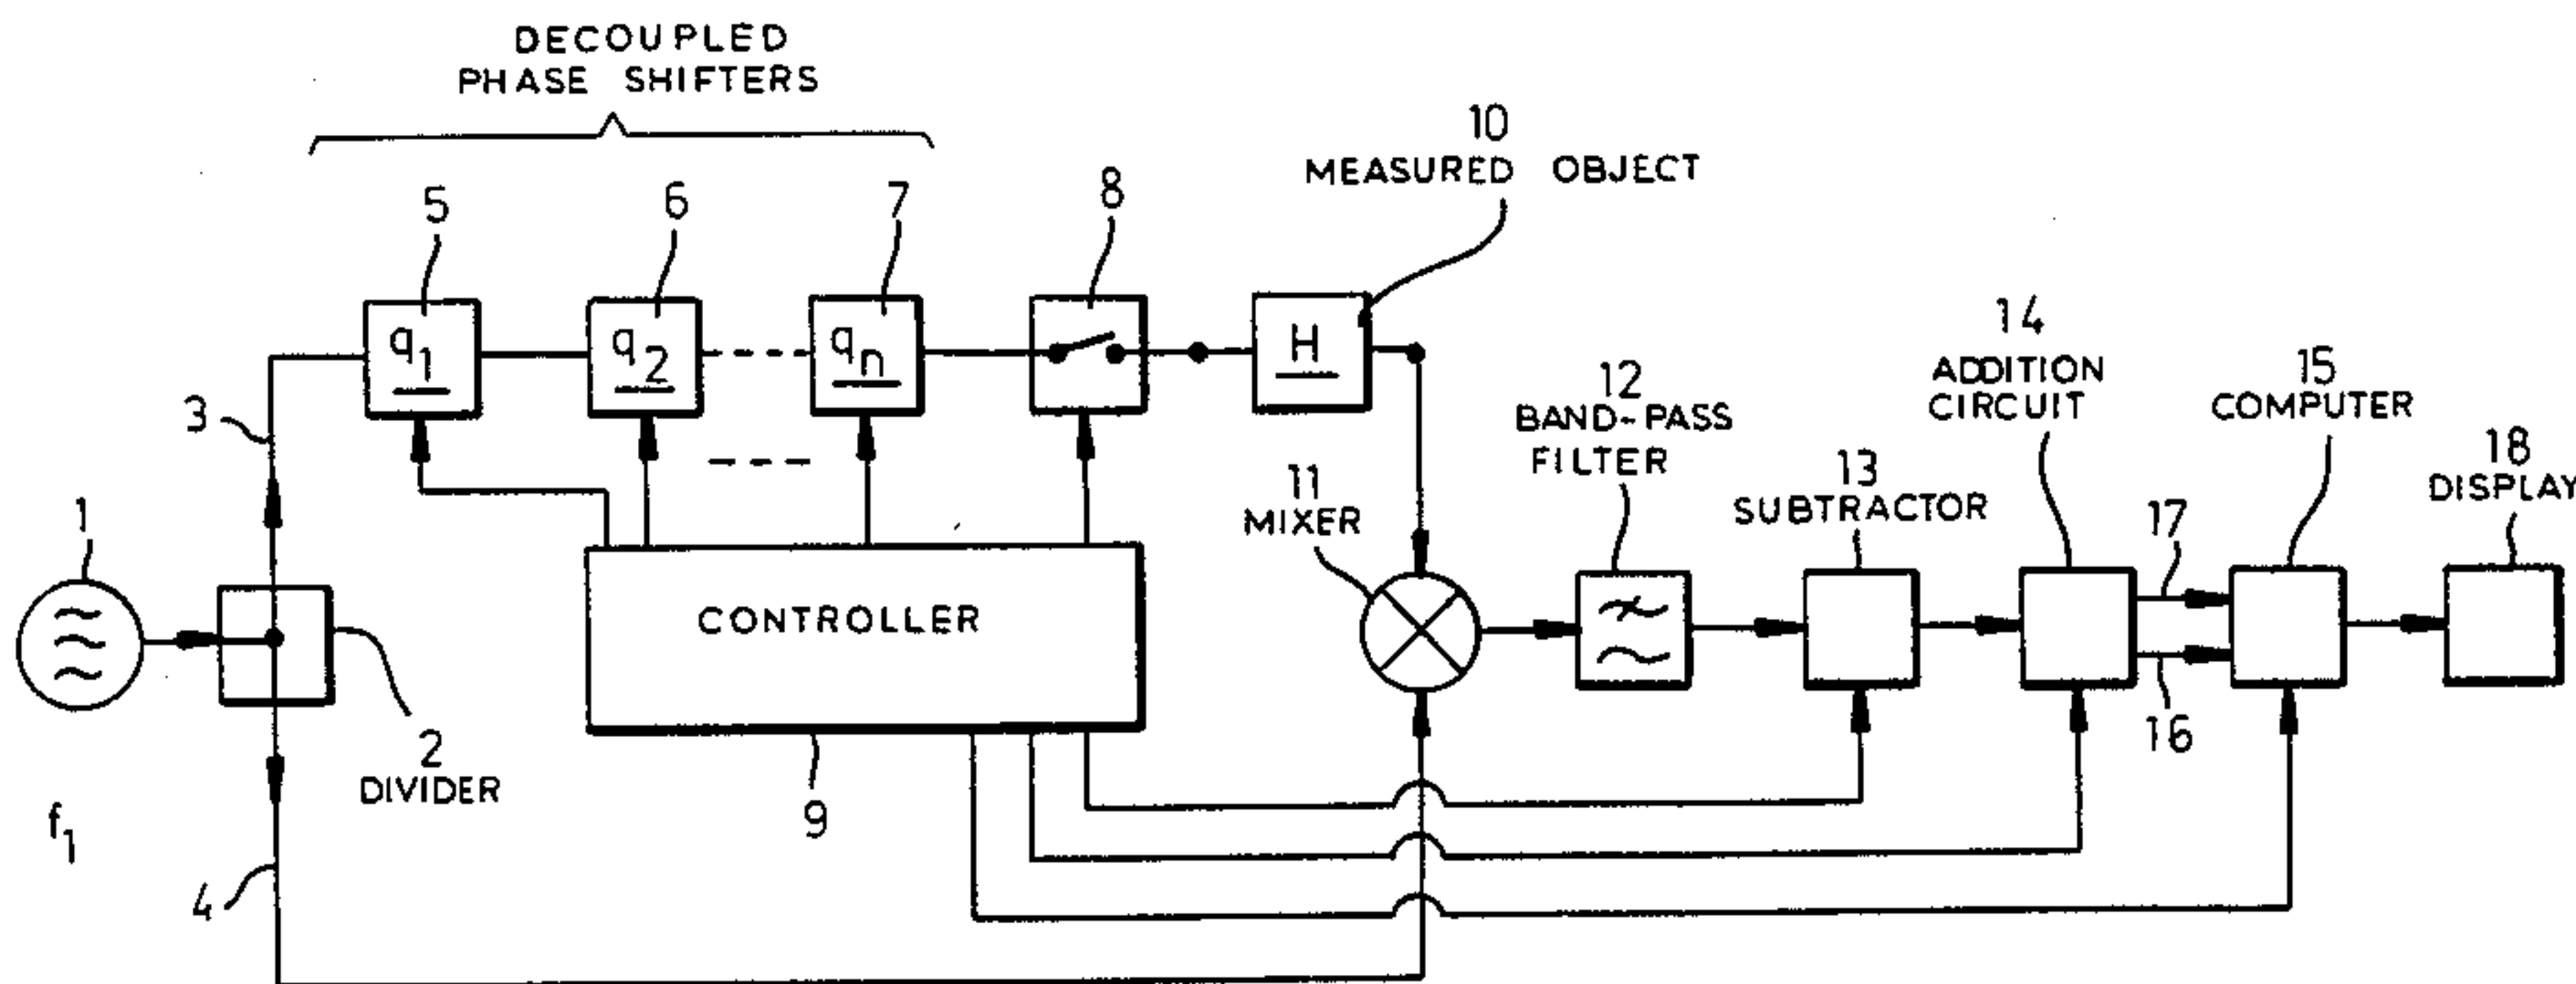 DECOUPLED
PHASE SHIFTERS
10
MEASURED OBJECT
5
6
7
8
q1
q2
qn
H
3
14
ADDITION
CIRCUIT
15
COMPUTER
12
BAND-PASS
FILTER
18
DISPLAY
13
SUBTRACTOR
11
MIXER
17
1
CONTROLLER
16
2
DIVIDER
9
f1
4